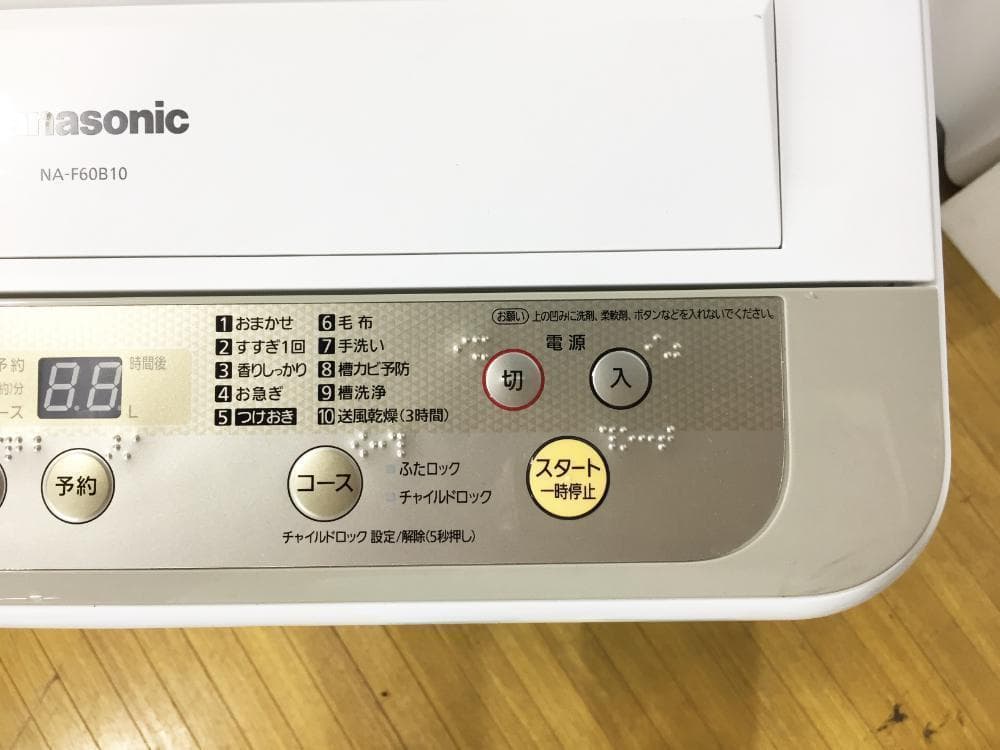 Panasonic
NA-F60B10
お願い 上の凹みに洗剤、柔軟剤、ボタンなどを入れないでください。
電源
切
入
予約
時間後
約)分
ース
L
1 おまかせ
2 すすぎ1回
3 香りしっかり
4 お急ぎ
5 つけおき
6 毛布
7 手洗い
8 槽カビ予防
9 槽洗浄
10 送風乾燥(3時間)
予約
コース
ふたロック
チャイルドロック
チャイルドロック 設定/解除(5秒押し)
スタート
一時停止